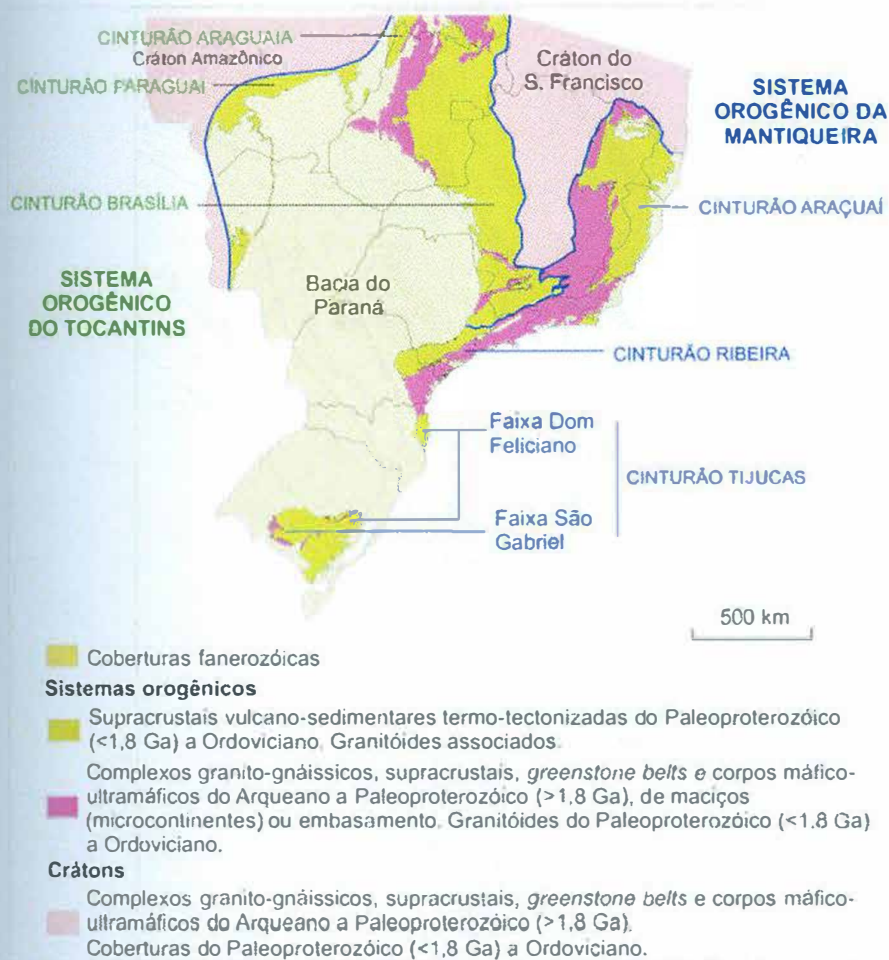 CINTURÃO ARAGUAIA
Cráton Amazônico
CINTURÃO PARAGUAI
Cráton do
S. Francisco
SISTEMA
OROGÊNICO DA
MANTIQUEIRA
CINTURÃO BRASÍLIA
CINTURÃO ARAÇUAÍ
SISTEMA
OROGÊNICO
DO TOCANTINS
Bacia do
Paraná
CINTURÃO RIBEIRA
Faixa Dom
Feliciano
CINTURÃO TIJUCAS
Faixa São
Gabriel
500 km
Coberturas fanerozóicas
Sistemas orogênicos
Supracrustais vulcano-sedimentares termo-tectonizadas do Paleoproterozóico
(<1,8 Ga) a Ordoviciano. Granitóides associados.
Complexos granito-gnáissicos, supracrustais, greenstone belts e corpos máfico-
ultramáficos do Arqueano a Paleoproterozóico (>1,8 Ga), de maciços
(microcontinentes) ou embasamento. Granitóides do Paleoproterozóico (<1,8 Ga)
a Ordoviciano.
Crátons
Complexos granito-gnáissicos, supracrustais, greenstone belts e corpos máfico-
ultramáficos do Arqueano a Paleoproterozóico (>1,8 Ga).
Coberturas do Paleoproterozóico (<1,8 Ga) a Ordoviciano.